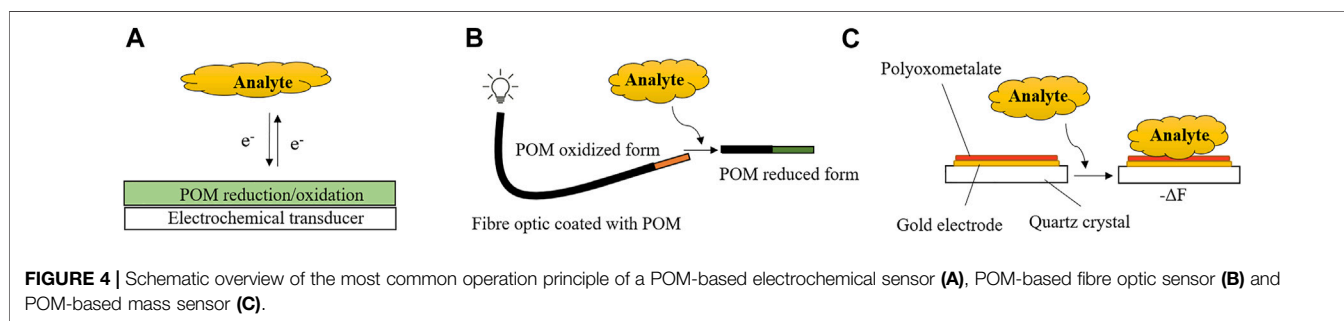 A
Analyte
e-
e-
POM reduction/oxidation
Electrochemical transducer
B
Analyte
POM oxidized form
POM reduced form
Fibre optic coated with POM
C
Polyoxometalate
Analyte
Analyte
-ΔF
Gold electrode
Quartz crystal
FIGURE 4 | Schematic overview of the most common operation principle of a POM-based electrochemical sensor (A), POM-based fibre optic sensor (B) and
POM-based mass sensor (C).